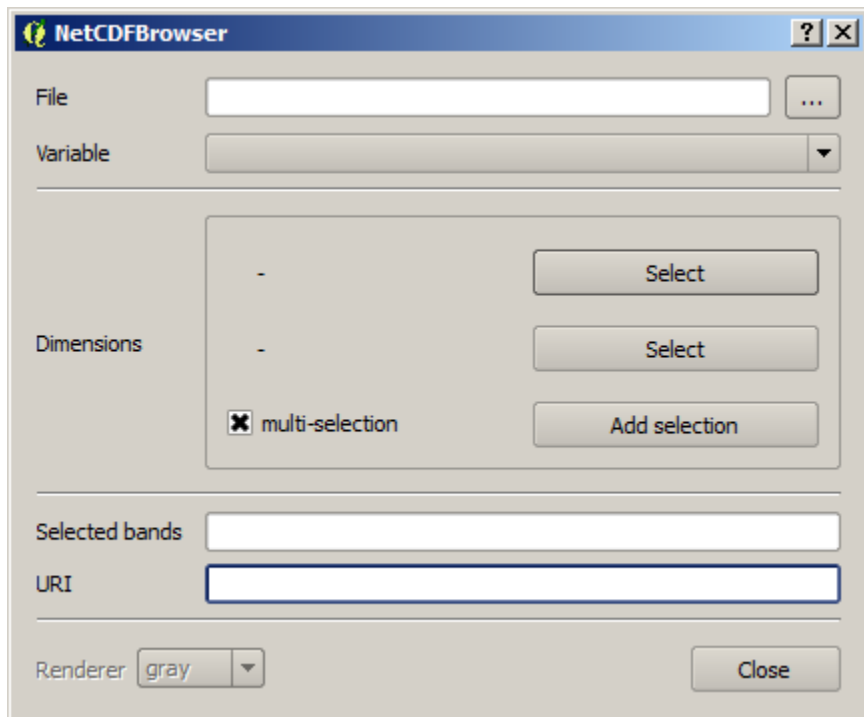 NetCDFBrowser ?
File ...
Variable
- Select
Dimensions - Select
multi-selection Add selection
Selected bands
URI
Renderer gray Close